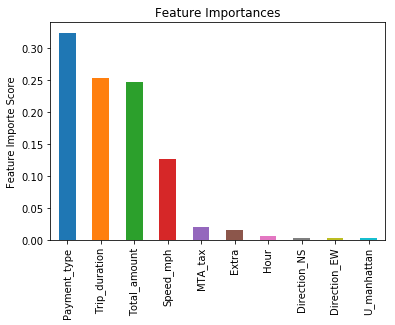 Feature Importances
Feature Importe Score
0.30
0.25
0.20
0.15
0.10
0.05
0.00
Payment_type
Trip_duration
Total_amount
Speed_mph
MTA_tax
Extra
Hour
Direction_NS
Direction_EW
U_manhattan